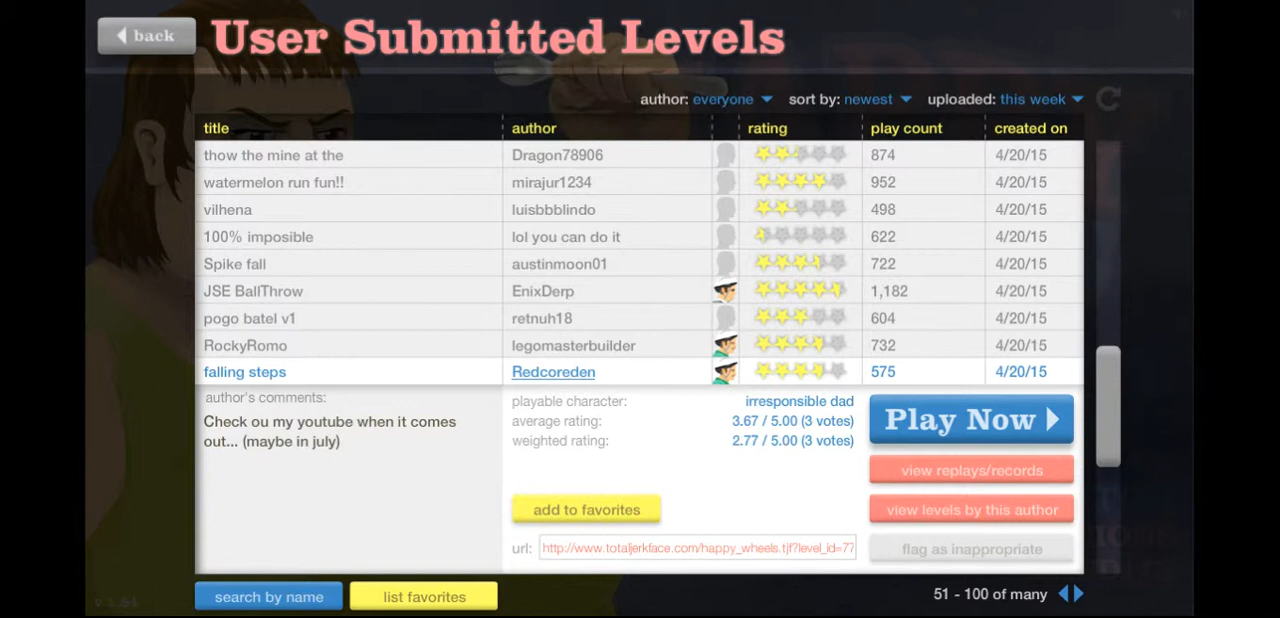 back
User Submitted Levels
author: everyone sort by: newest uploaded: this week
title author rating play count created on
thow the mine at the Dragon78906 874 4/20/15
watermelon run fun!! mirajur1234 952 4/20/15
vilhena luisbbblindo 498 4/20/15
100% imposible lol you can do it 622 4/20/15
Spike fall austinmoon01 722 4/20/15
JSE BallThrow EnixDerp 1,182 4/20/15
pogo batel v1 retnuh18 604 4/20/15
RockyRomo legomasterbuilder 732 4/20/15
falling steps Redcoreden 575 4/20/15
author's comments:
Check ou my youtube when it comes
out... (maybe in july)
playable character: irresponsible dad
average rating: 3.67 / 5.00 (3 votes)
weighted rating: 2.77 / 5.00 (3 votes)
add to favorites
url: http://www.totaljerkface.com/happy_wheels.tjf?level_id=77
Play Now
view replays/records
view levels by this author
flag as inappropriate
search by name list favorites 51 - 100 of many